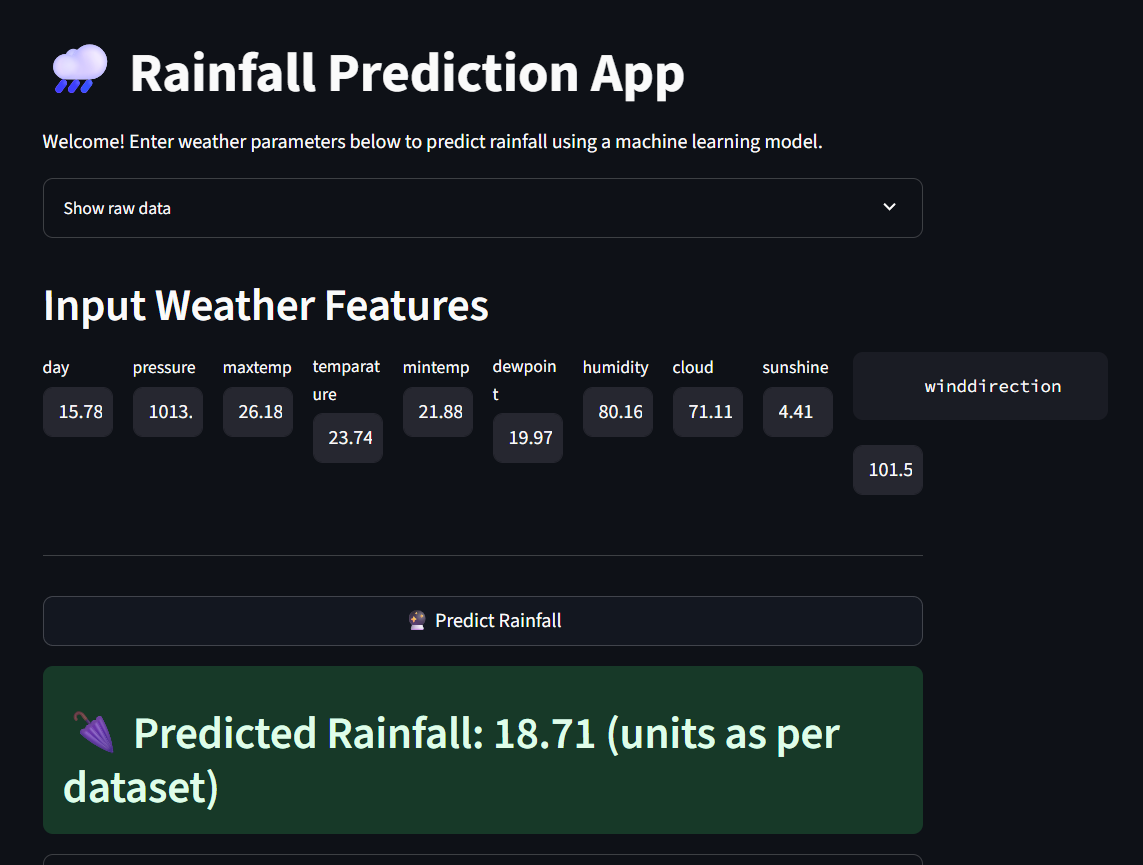 Rainfall Prediction App
Welcome! Enter weather parameters below to predict rainfall using a machine learning model.
Show raw data
Input Weather Features
day
15.78
pressure
1013.
maxtemp
26.18
temparat
ure
23.74
mintemp
21.88
dewpoin
t
19.97
humidity
80.16
cloud
71.11
sunshine
4.41
winddirection
101.5
Predict Rainfall
Predicted Rainfall: 18.71 (units as per
dataset)